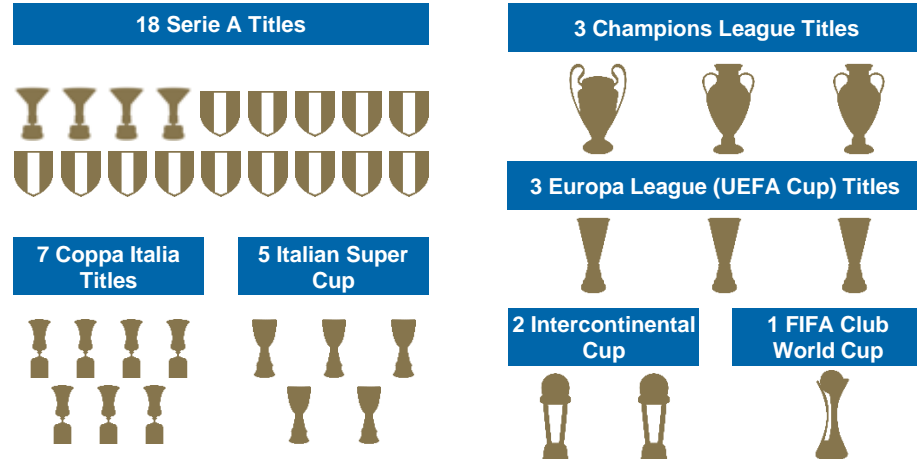 18 Serie A Titles
3 Champions League Titles
3 Europa League (UEFA Cup) Titles
7 Coppa Italia
Titles
5 Italian Super
Cup
2 Intercontinental
Cup
1 FIFA Club
World Cup